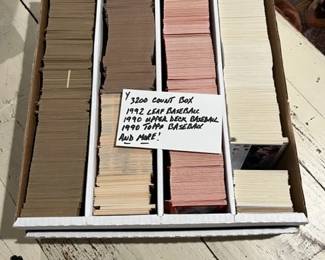 Y
3200 COUNT BOX
1992 LEAF BASEBALL
1990 UPPER DECK BASEBALL
1990 TOPPS BASEBALL
AND MORE!